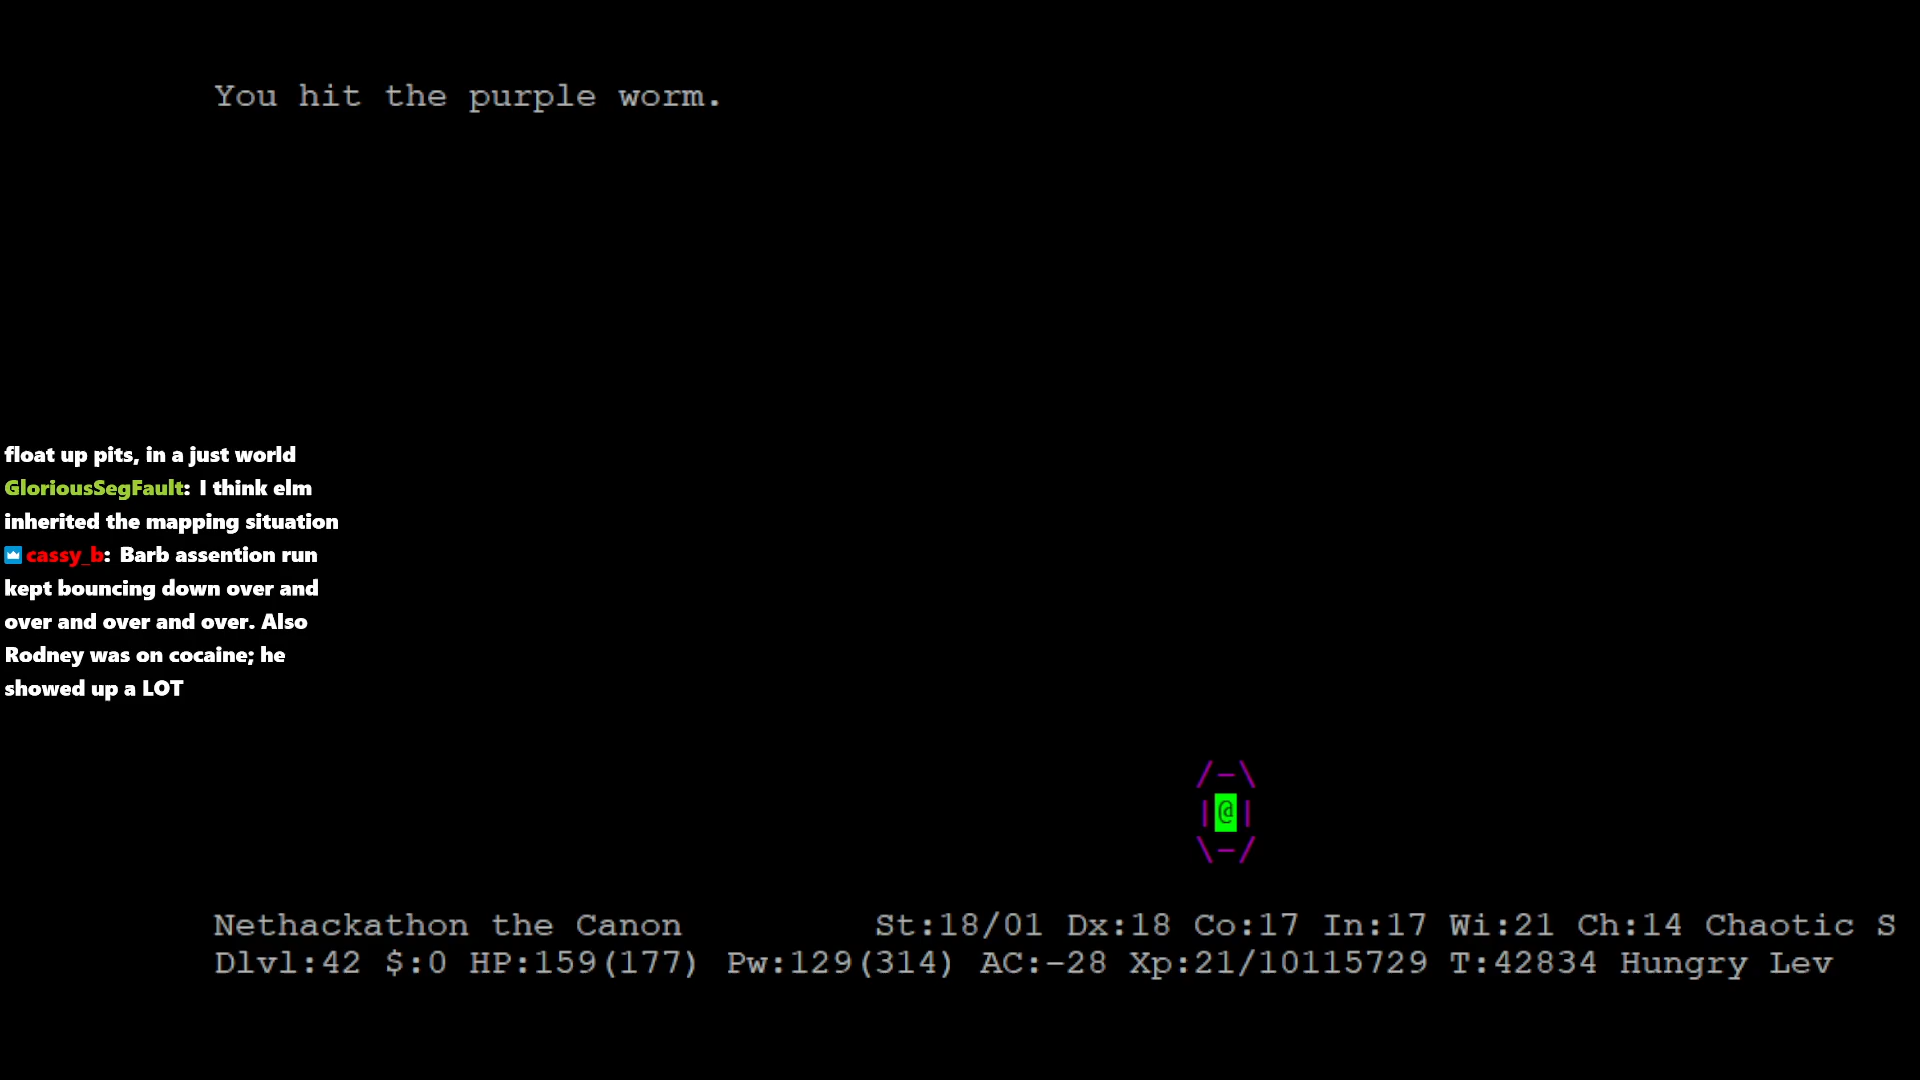 You hit the purple worm.
float up pits, in a just world
GloriousSegFault: I think elm
inherited the mapping situation
cassy_b: Barb assention run
kept bouncing down over and
over and over and over. Also
Rodney was on cocaine; he
showed up a LOT
/-\
|@|
\-/
Nethackathon the Canon St:18/01 Dx:18 Co:17 In:17 Wi:21 Ch:14 Chaotic S
Dlvl:42 $:0 HP:159(177) Pw:129(314) AC:-28 Xp:21/10115729 T:42834 Hungry Lev